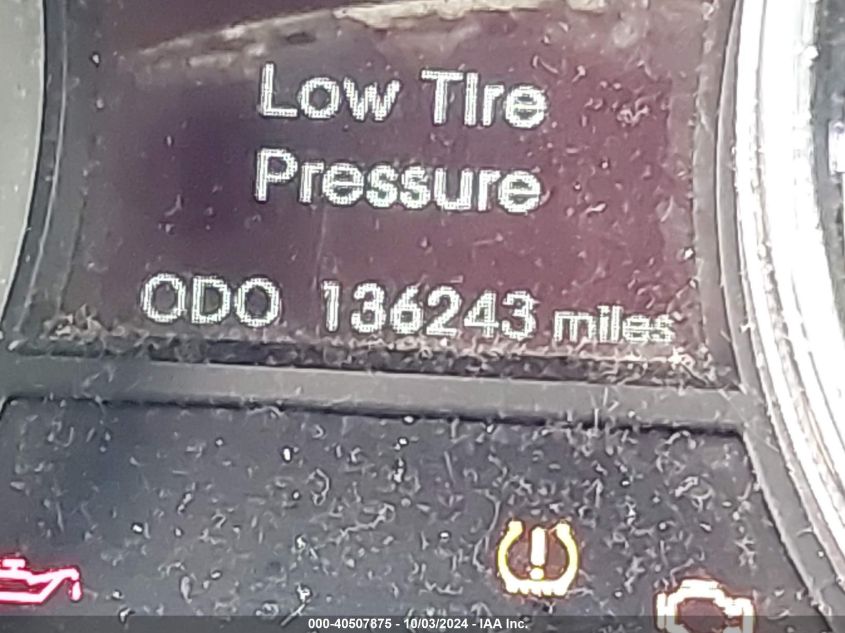 Low Tire
Pressure
ODO 136243 miles
000-40507875 - 10/03/2024 - IAA Inc.